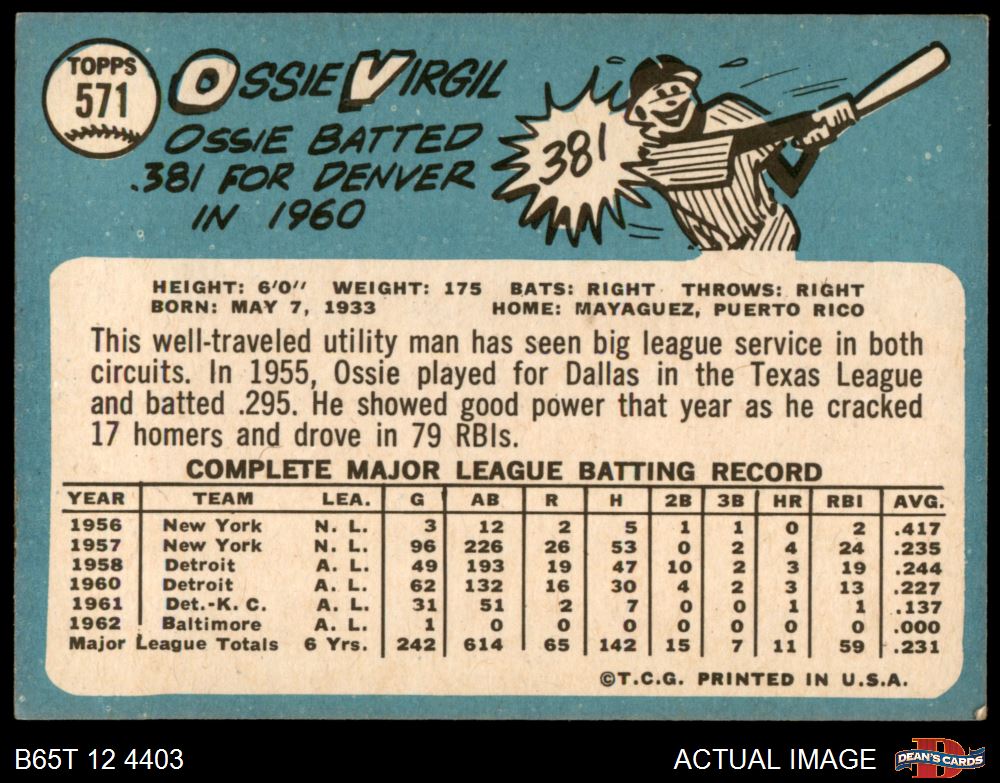 TOPPS
571
OSSIE VIRGIL
OSSIE BATTED
.381 FOR DENVER
IN 1960
381
HEIGHT: 6'0" WEIGHT: 175 BATS: RIGHT THROWS: RIGHT
BORN: MAY 7, 1933 HOME: MAYAGUEZ, PUERTO RICO
This well-traveled utility man has seen big league service in both
circuits. In 1955, Ossie played for Dallas in the Texas League
and batted .295. He showed good power that year as he cracked
17 homers and drove in 79 RBIs.
COMPLETE MAJOR LEAGUE BATTING RECORD
YEAR TEAM LEA. G AB R H 2B 3B HR RBI AVG.
1956 New York N. L. 3 12 2 5 1 1 0 2 .417
1957 New York N. L. 96 226 26 53 0 2 4 24 .235
1958 Detroit A. L. 49 193 19 47 10 2 3 19 .244
1960 Detroit A. L. 62 132 16 30 4 2 3 13 .227
1961 Det.-K. C. A. L. 31 51 2 7 0 0 1 1 .137
1962 Baltimore A. L. 1 0 0 0 0 0 0 0 .000
Major League Totals 6 Yrs. 242 614 65 142 15 7 11 59 .231
©T.C.G. PRINTED IN U.S.A.
B65T 12 4403 ACTUAL IMAGE
D
DEAN'S CARDS